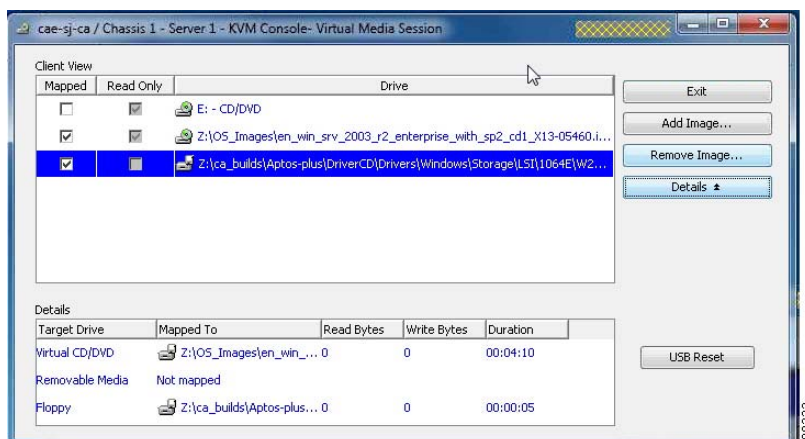 cae-sj-ca / Chassis 1 - Server 1 - KVM Console- Virtual Media Session
Client View
Mapped Read Only Drive
E: - CD/DVD
Z:\OS_Images\en_win_srv_2003_r2_enterprise_with_sp2_cd1_X13-05460.i...
Z:\ca_builds\Aptos-plus\DriverCD\Drivers\Windows\Storage\LSI\1064E\W2...
Exit
Add Image...
Remove Image...
Details
Details
Target Drive Mapped To Read Bytes Write Bytes Duration
Virtual CD/DVD Z:\OS_Images\en_win_... 0 0 00:04:10
Removable Media Not mapped
Floppy Z:\ca_builds\Aptos-plus... 0 0 00:00:05
USB Reset